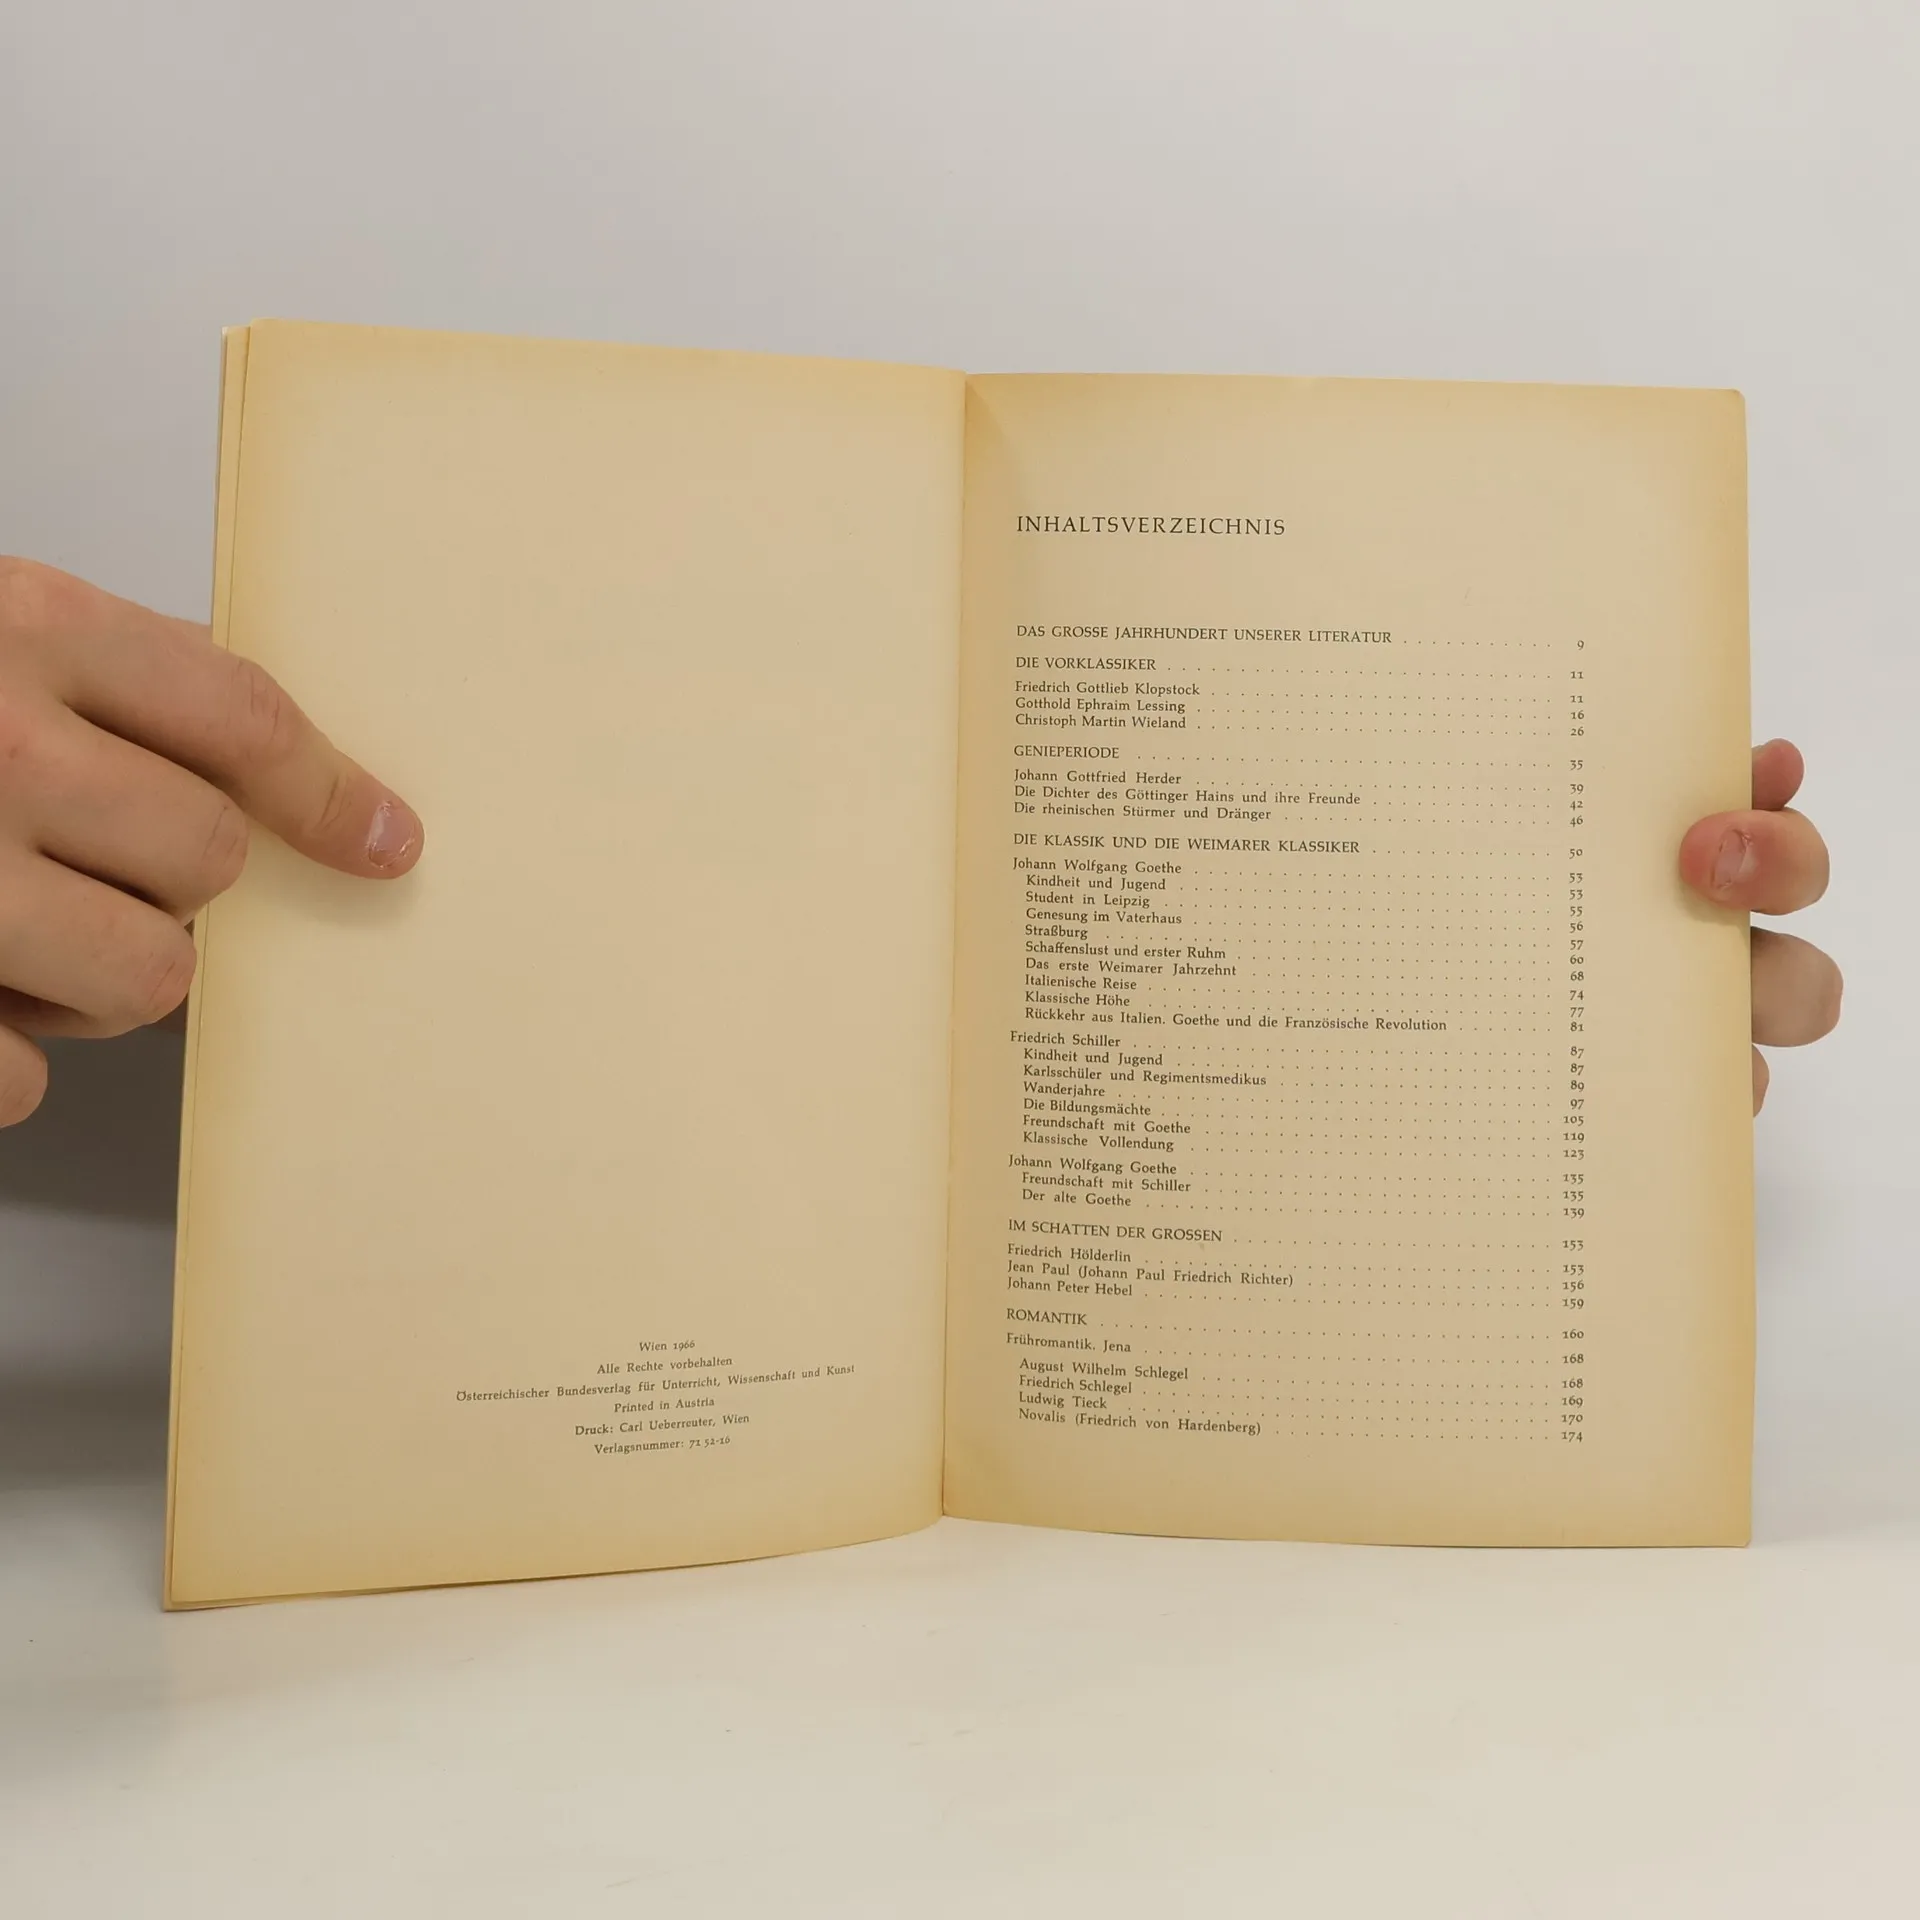 Wien 1966
Alle Rechte vorbehalten
Österreichischer Bundesverlag für Unterricht, Wissenschaft und Kunst
Printed in Austria
Druck: Carl Ueberreuter, Wien
Verlagsnummer: 71 52-16
INHALTSVERZEICHNIS
DAS GROSSE JAHRHUNDERT UNSERER LITERATUR . . . . . . . . . . . 9
DIE VORKLASSIKER . . . . . . . . . . . 11
Friedrich Gottlieb Klopstock . . . . . . . . . . . 11
Gotthold Ephraim Lessing . . . . . . . . . . . 16
Christoph Martin Wieland . . . . . . . . . . . 26
GENIEPERIODE . . . . . . . . . . . 35
Johann Gottfried Herder . . . . . . . . . . . 39
Die Dichter des Göttinger Hains und ihre Freunde . . . . . . . . . . . 42
Die rheinischen Stürmer und Dränger . . . . . . . . . . . 46
DIE KLASSIK UND DIE WEIMARER KLASSIKER . . . . . . . . . . . 50
Johann Wolfgang Goethe . . . . . . . . . . . 53
Kindheit und Jugend . . . . . . . . . . . 53
Student in Leipzig . . . . . . . . . . . 55
Genesung im Vaterhaus . . . . . . . . . . . 56
Straßburg . . . . . . . . . . . 57
Schaffenslust und erster Ruhm . . . . . . . . . . . 60
Das erste Weimarer Jahrzehnt . . . . . . . . . . . 68
Italienische Reise . . . . . . . . . . . 74
Klassische Höhe . . . . . . . . . . . 77
Rückkehr aus Italien. Goethe und die Französische Revolution . . . . . . . 81
Friedrich Schiller . . . . . . . . . . . 87
Kindheit und Jugend . . . . . . . . . . . 87
Karlsschüler und Regimentsmedikus . . . . . . . . . . . 89
Wanderjahre . . . . . . . . . . . 97
Die Bildungsmächte . . . . . . . . . . . 105
Freundschaft mit Goethe . . . . . . . . . . . 119
Klassische Vollendung . . . . . . . . . . . 123
Johann Wolfgang Goethe . . . . . . . . . . . 135
Freundschaft mit Schiller . . . . . . . . . . . 135
Der alte Goethe . . . . . . . . . . . 139
IM SCHATTEN DER GROSSEN . . . . . . . . . . . 153
Friedrich Hölderlin . . . . . . . . . . . 153
Jean Paul (Johann Paul Friedrich Richter) . . . . . . . . . . . 156
Johann Peter Hebel . . . . . . . . . . . 159
ROMANTIK . . . . . . . . . . . 160
Frühromantik. Jena . . . . . . . . . . . 168
August Wilhelm Schlegel . . . . . . . . . . . 168
Friedrich Schlegel . . . . . . . . . . . 169
Ludwig Tieck . . . . . . . . . . . 170
Novalis (Friedrich von Hardenberg) . . . . . . . . . . . 174